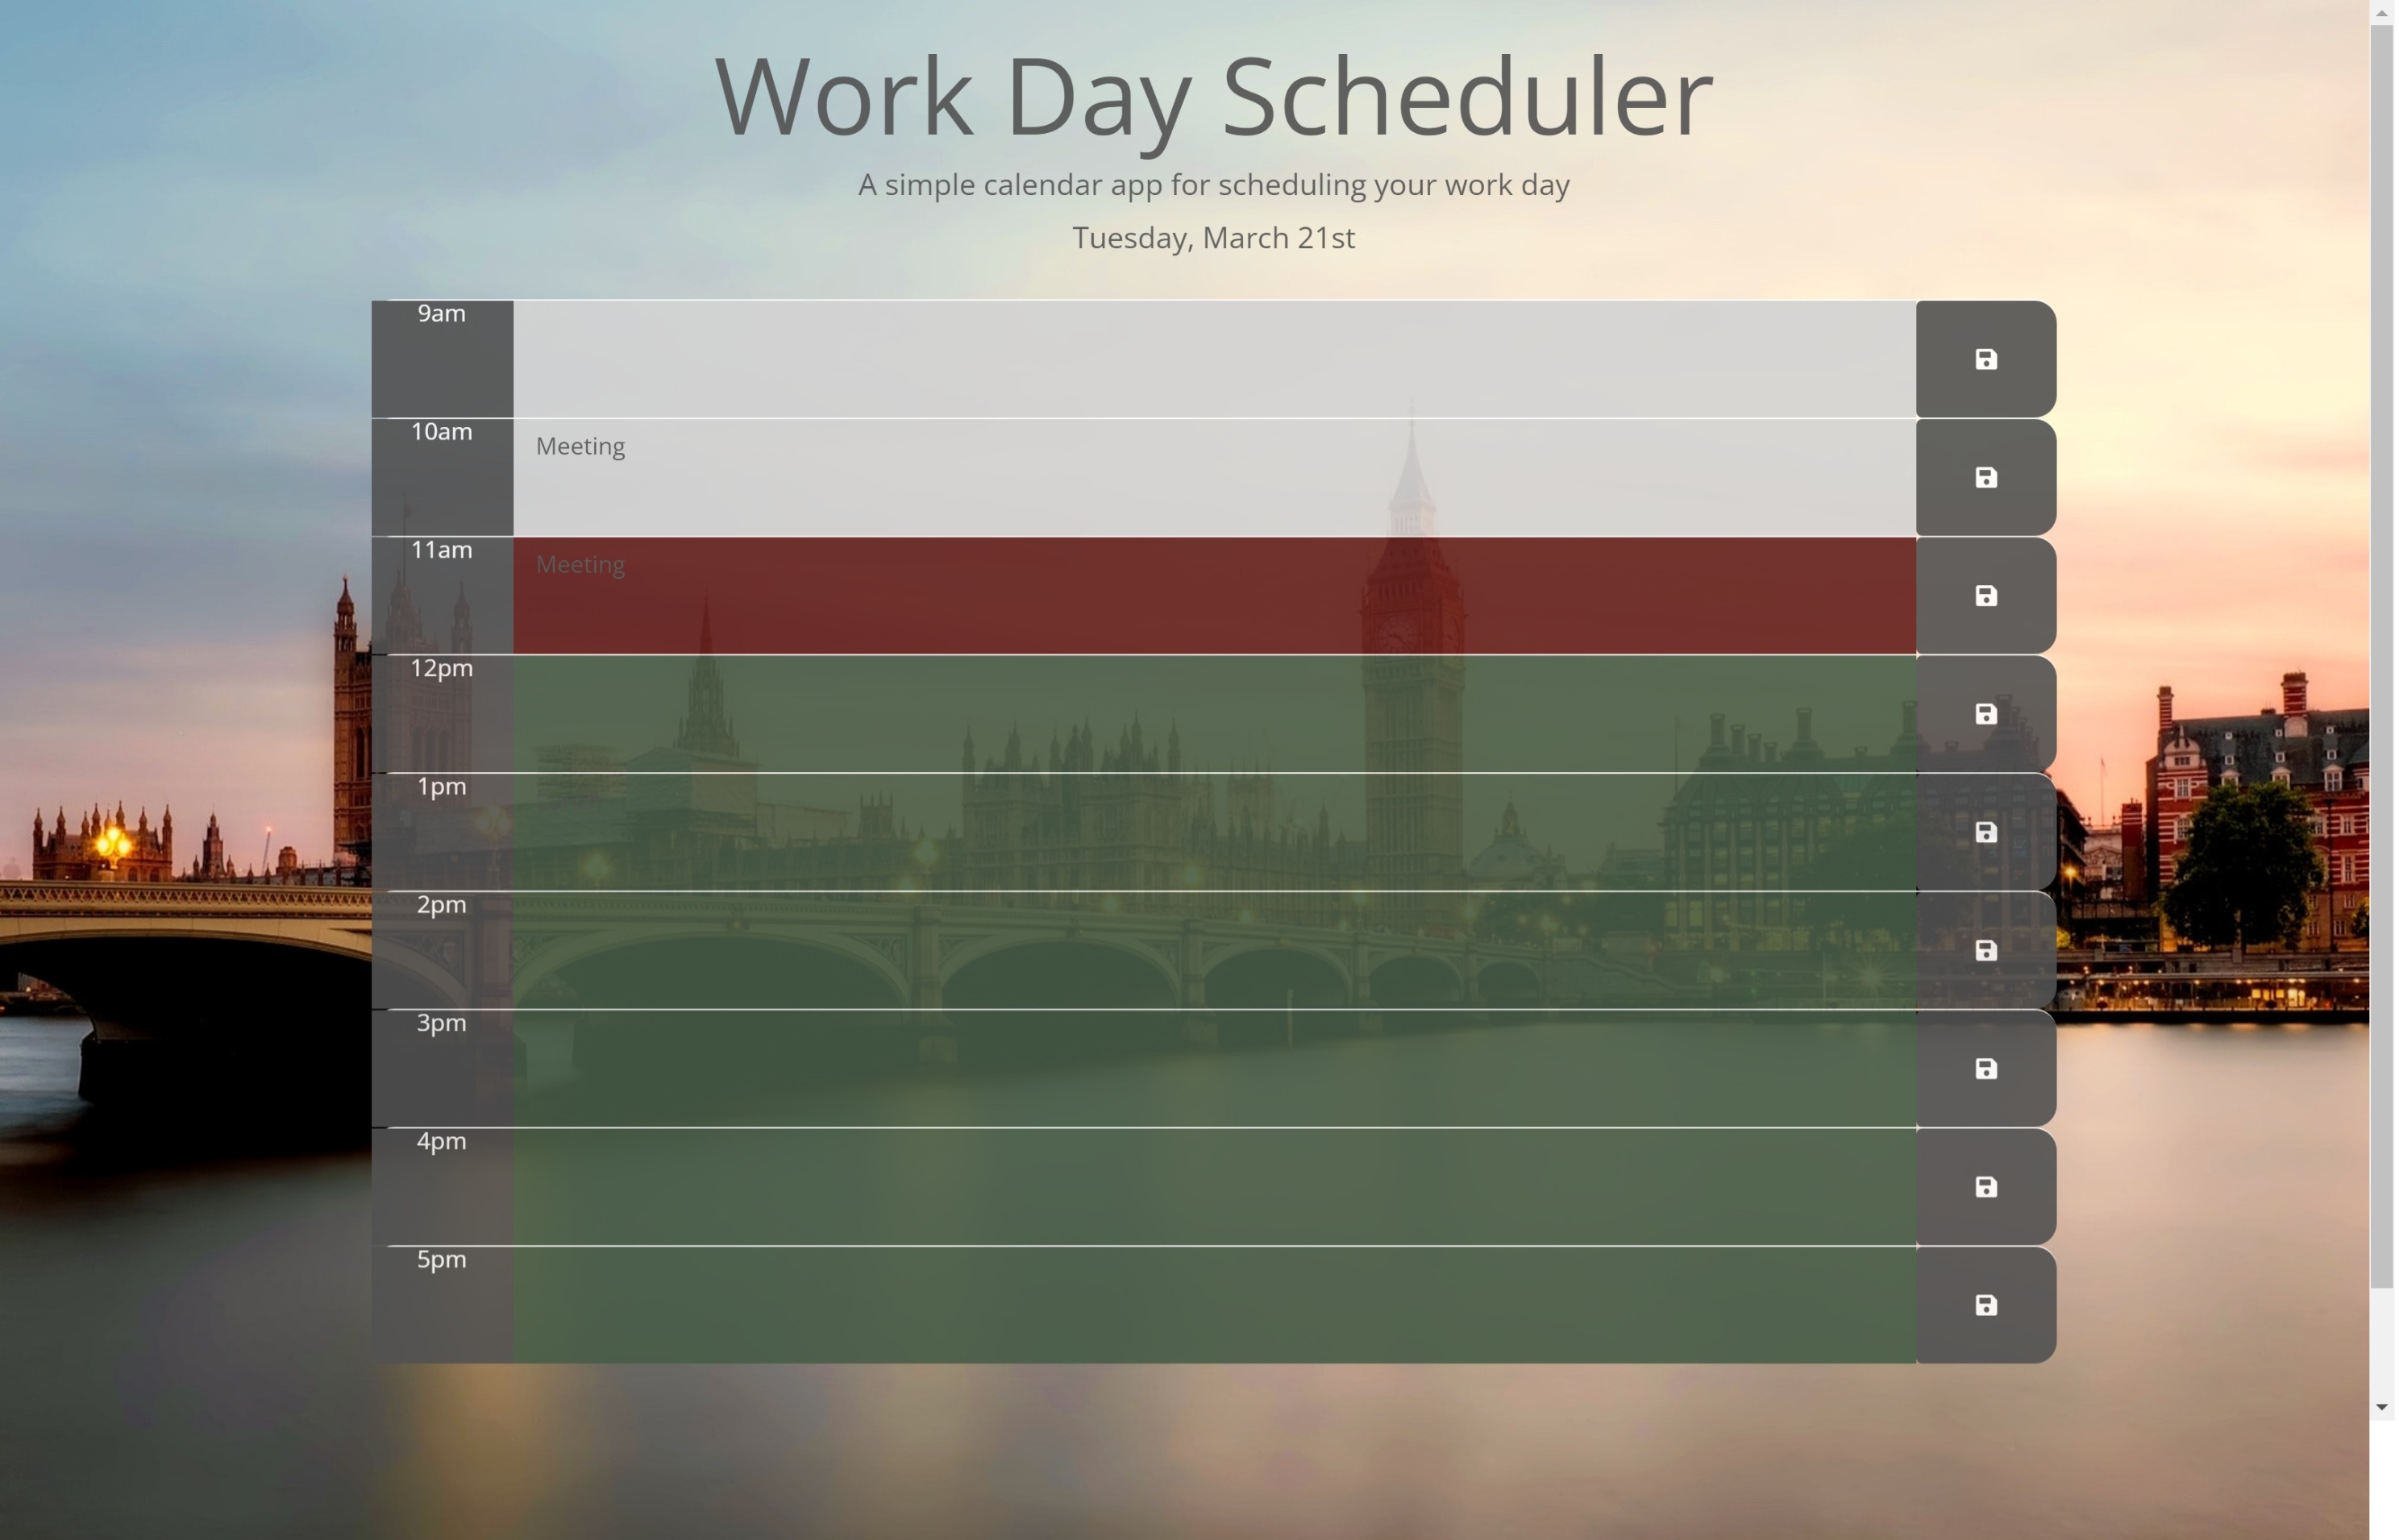 Work Day Scheduler
A simple calendar app for scheduling your work day
Tuesday, March 21st
9am
10am
Meeting
11am
Meeting
12pm
1pm
2pm
3pm
4pm
5pm